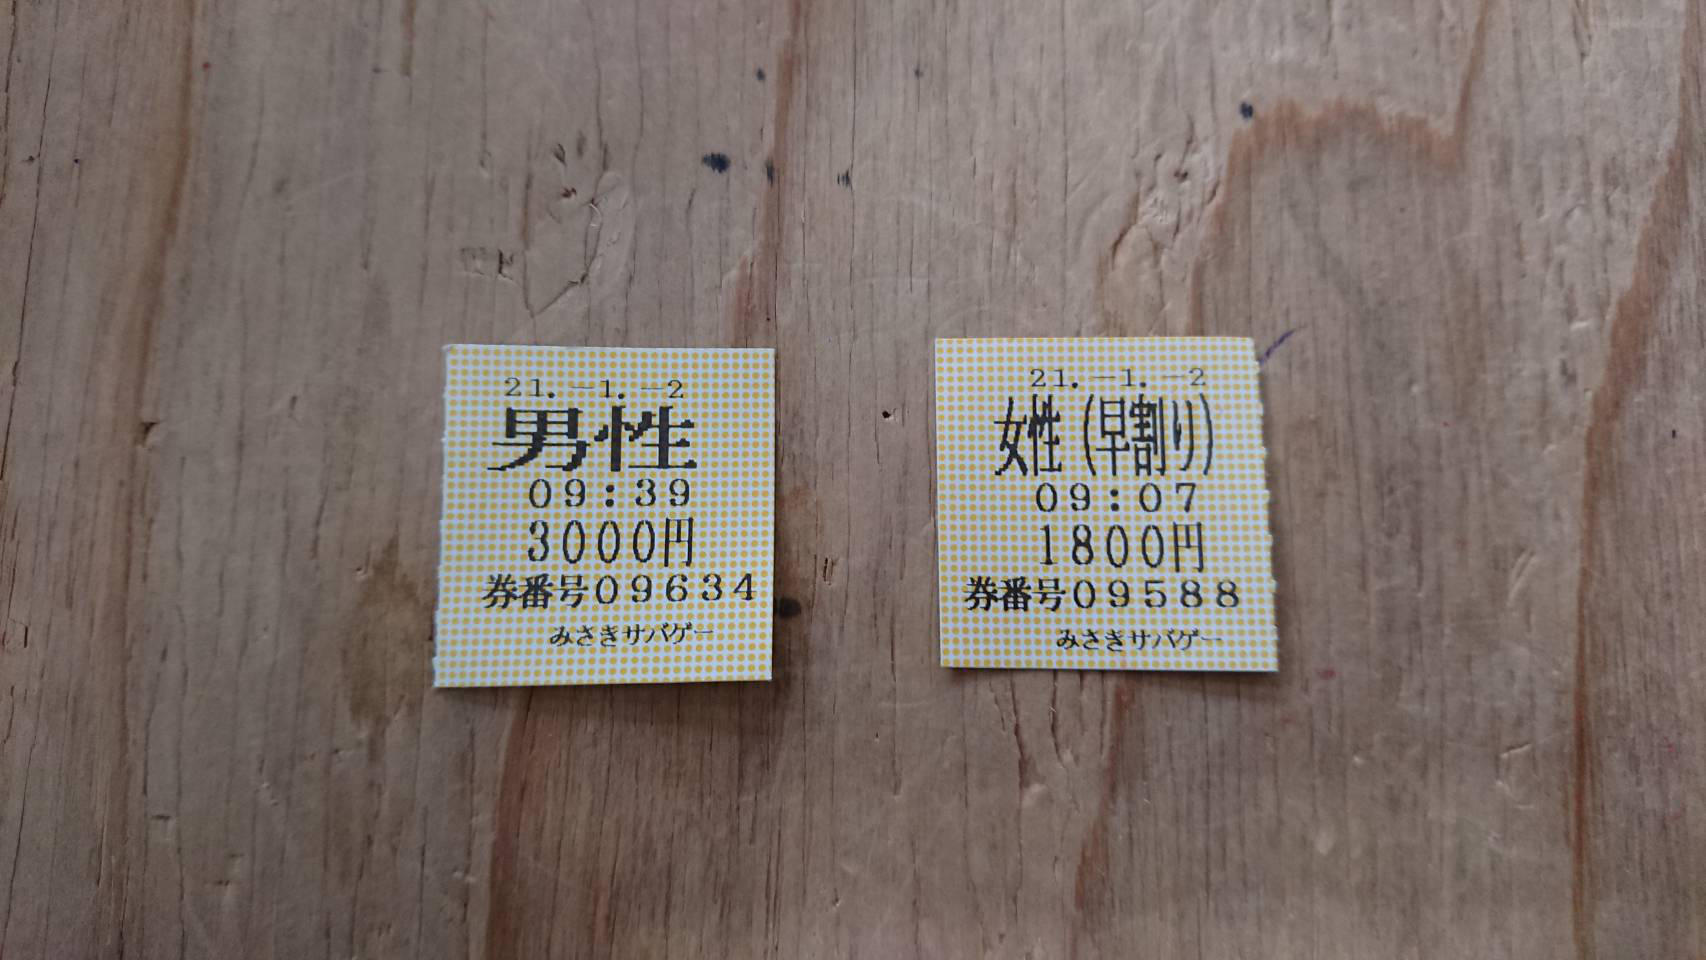 21.-1.-2
男性
09:39
3000円
券番号09634
みさきサバゲー
21.-1.-2
女性(早割り)
09:07
1800円
券番号09588
みさきサバゲー